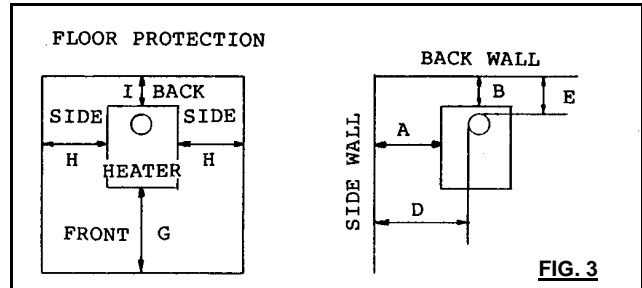 FLOOR PROTECTION
I BACK
SIDE SIDE
H HEATER H
FRONT G
BACK WALL
B E
A
SIDE WALL
D
FIG. 3